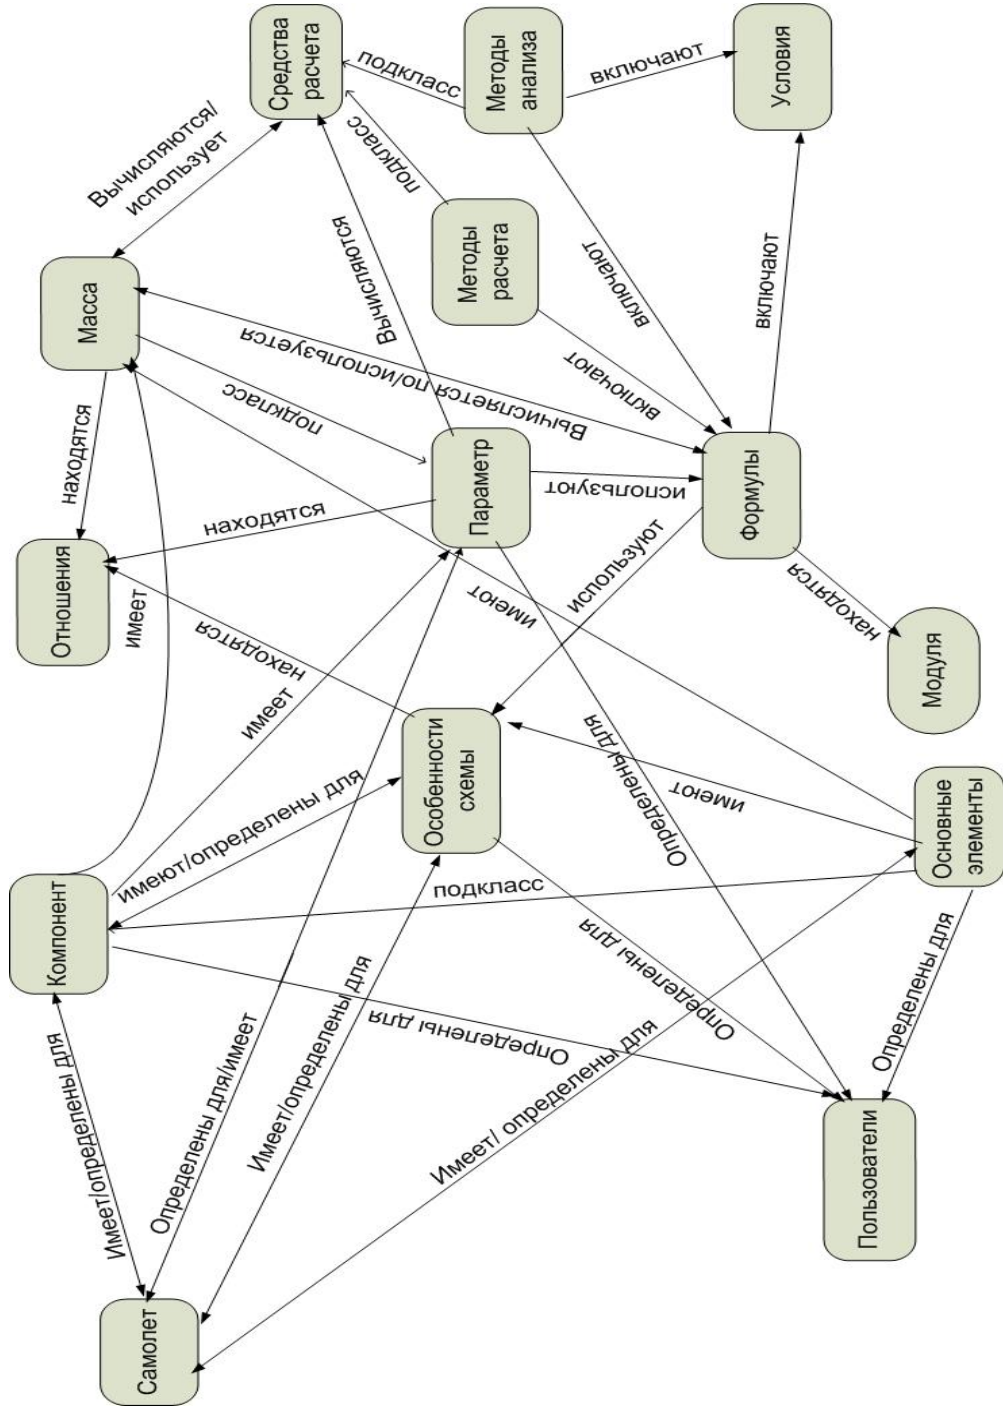 Самолет
Имеет/определены для
Компонент
имеет
Отношения
находятся
Масса
Вычисляются/
использует
Средства
расчета
Определены для/имеет
Имеет/определены для
имеют/определены для
имеет
находятся
находятся
подкласс
Вычисляется по/используется
Вычисляются
подкласс
подкласс
Особенности
схемы
Параметр
Методы
расчета
Методы
анализа
Определены для
Имеет/ определены для
Определены для
подкласс
Определены для
имеют
имеют
используют
используют
включают
включают
включают
Пользователи
Определены для
Основные
элементы
Модуля
находятся
Формулы
включают
Условия